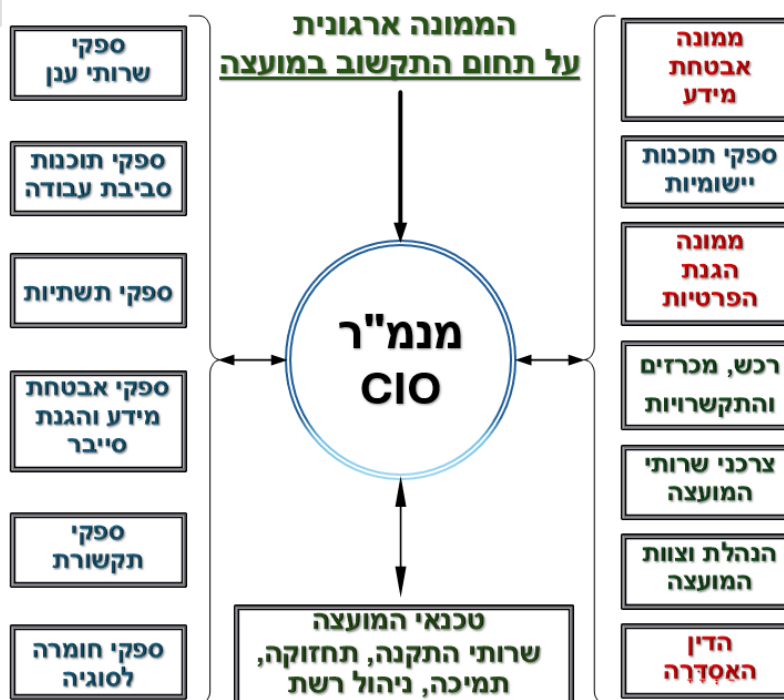 הממונה ארגונית
על תחום התקשוב במועצה
ממונה
אבטחת
מידע
ספקי תוכנות
יישומיות
ממונה
הגנת
הפרטיות
רכש, מכרזים
והתקשרויות
צרכני שרותי
המועצה
הנהלת וצוות
המועצה
הדין
האַסְדָּרָה
מנמ"ר
CIO
ספקי
שרותי ענן
ספקי תוכנות
סביבת עבודה
ספקי תשתיות
ספקי אבטחת
מידע והגנת
סייבר
ספקי
תקשורת
ספקי חומרה
לסוגיה
טכנאי המועצה
שרותי התקנה, תחזוקה,
תמיכה, ניהול רשת